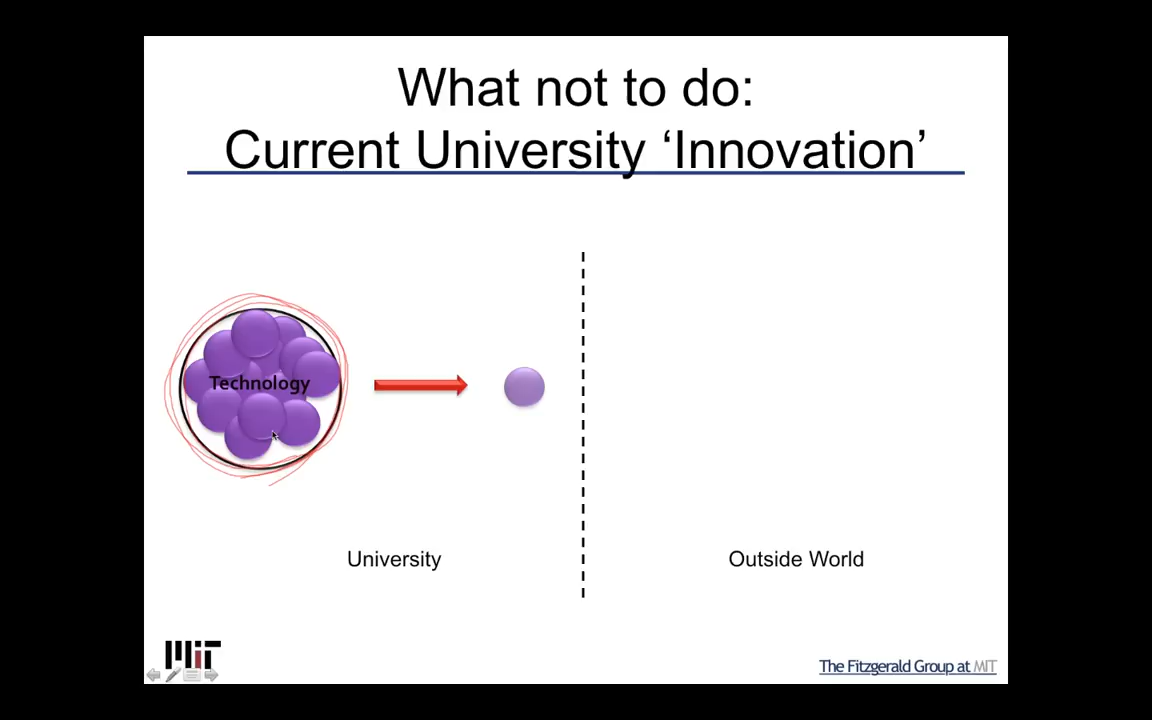 What not to do:
Current University ‘Innovation’
Technology
University
Outside World
MIT
The Fitzgerald Group at MIT